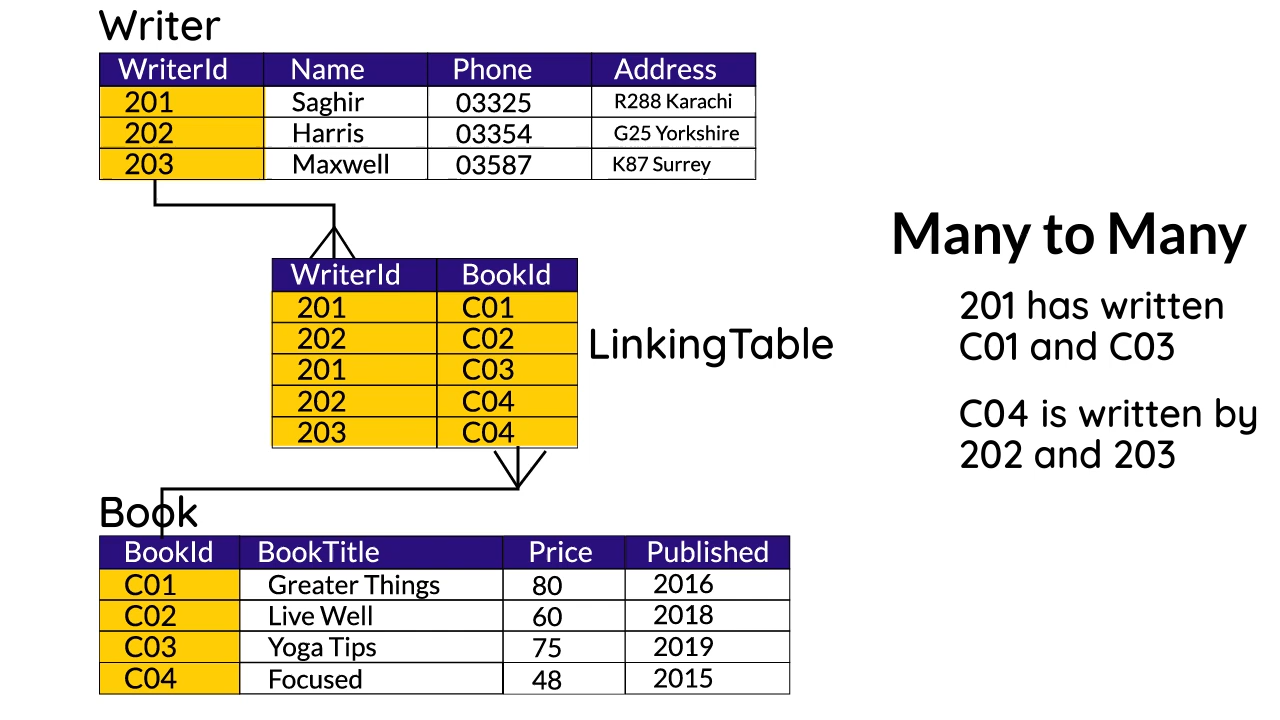 Writer
WriterId Name Phone Address
201 Saghir 03325 R288 Karachi
202 Harris 03354 G25 Yorkshire
203 Maxwell 03587 K87 Surrey
WriterId BookId
201 C01
202 C02
201 C03
202 C04
203 C04
LinkingTable
Many to Many
201 has written
C01 and C03
C04 is written by
202 and 203
Book
BookId BookTitle Price Published
C01 Greater Things 80 2016
C02 Live Well 60 2018
C03 Yoga Tips 75 2019
C04 Focused 48 2015